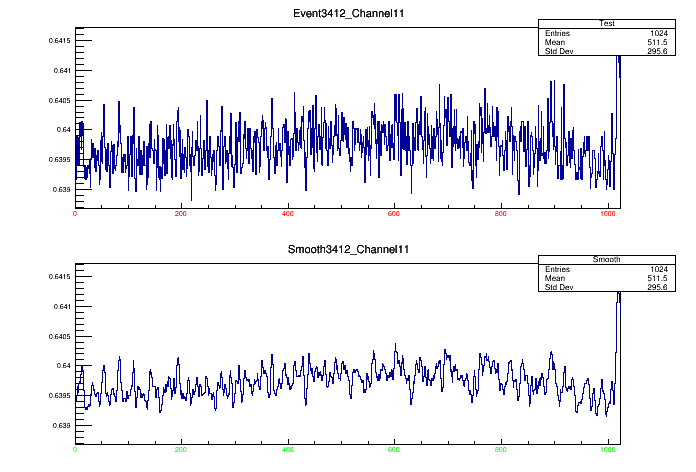 Event3412_Channel11
Test
Entries 1024
Mean 511.5
Std Dev 295.6
0.6415
0.641
0.6405
0.64
0.6395
0.639
0 200 400 600 800 1000
Smooth3412_Channel11
Smooth
Entries 1024
Mean 511.5
Std Dev 295.6
0.6415
0.641
0.6405
0.64
0.6395
0.639
0 200 400 600 800 1000